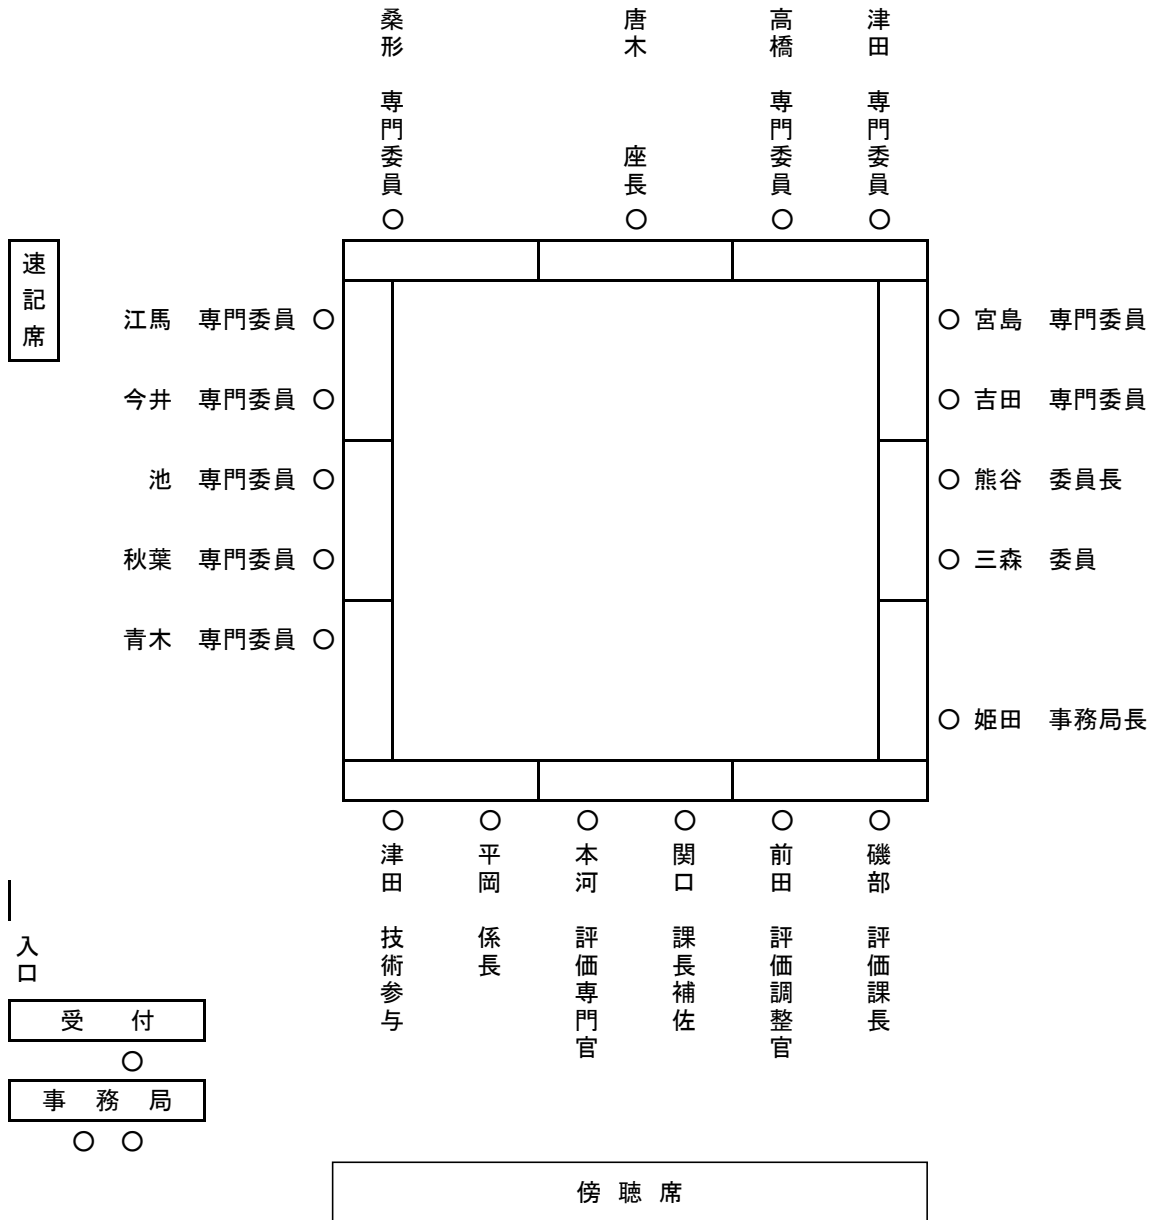 桑形　専門委員
唐木　座長
高橋　専門委員
津田　専門委員
速記席
江馬　専門委員
宮島　専門委員
今井　専門委員
吉田　専門委員
池　専門委員
熊谷　委員長
秋葉　専門委員
三森　委員
青木　専門委員
姫田　事務局長
津田　技術参与
平岡　係長
本河　評価専門官
関口　課長補佐
前田　評価調整官
磯部　評価課長
入口
受　付
事　務　局
傍　聴　席